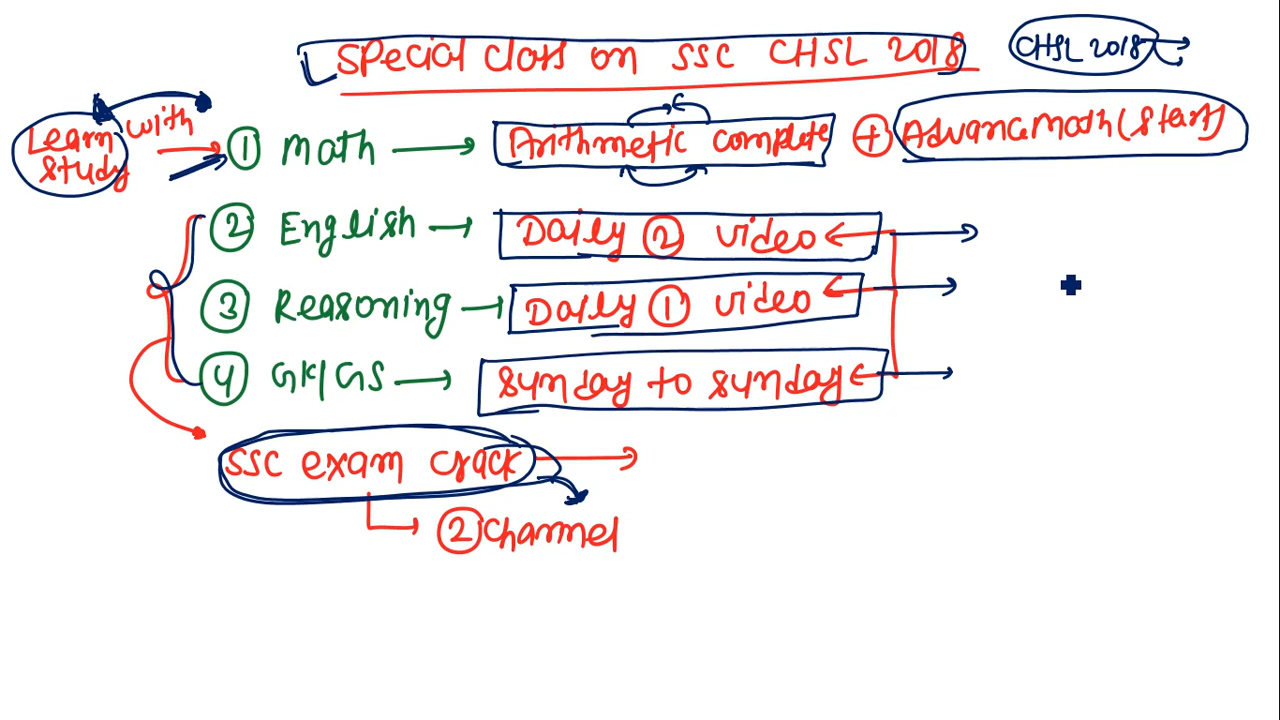 Special class on SSC CHSL 2018
CHSL 2018
Learn with
Study
① Math → Arithmetic complete + Advance Math (Start)
② English → Daily ② video
③ Reasoning → Daily ① video
④ GK/GS → Sunday to Sunday
SSC exam crack
② Channel